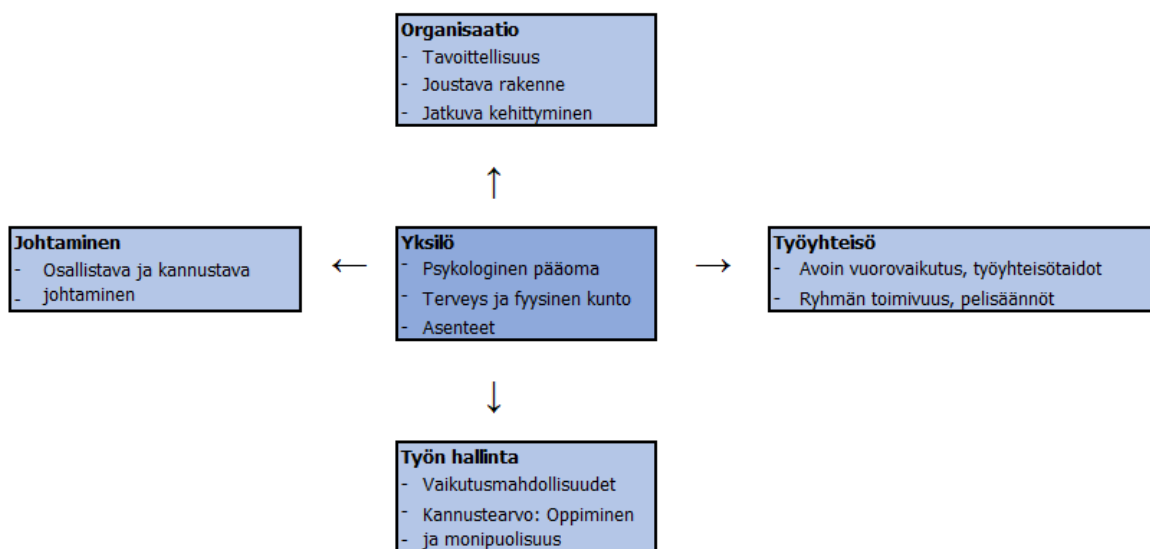 Organisaatio
- Tavoittellisuus
- Joustava rakenne
- Jatkuva kehittyminen
↑
Johtaminen
- Osallistava ja kannustava
- johtaminen
←
Yksilö
- Psykologinen pääoma
- Terveys ja fyysinen kunto
- Asenteet
→
Työyhteisö
- Avoin vuorovaikutus, työyhteisötaidot
- Ryhmän toimivuus, pelisäännöt
↓
Työn hallinta
- Vaikutusmahdollisuudet
- Kannustearvo: Oppiminen
- ja monipuolisuus